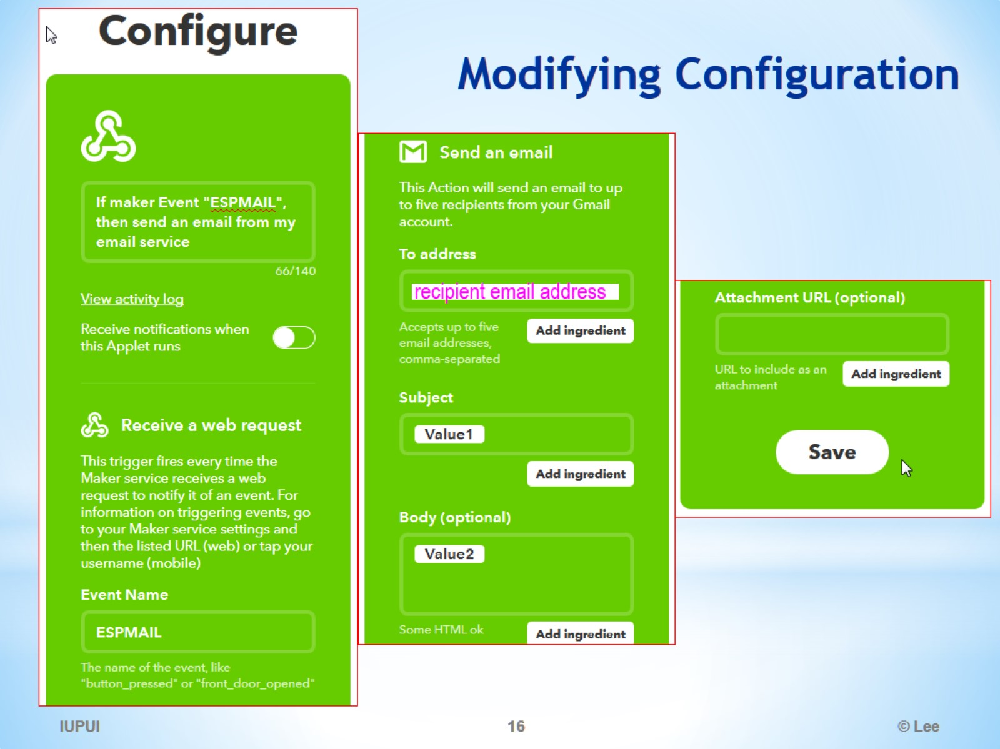 Configure
Modifying Configuration
If maker Event "ESPMAIL",
then send an email from my
email service
66/140
View activity log
Receive notifications when
this Applet runs
Receive a web request
This trigger fires every time the
Maker service receives a web
request to notify it of an event. For
information on triggering events, go
to your Maker service settings and
then the listed URL (web) or tap your
username (mobile)
Event Name
ESPMAIL
The name of the event, like
"button_pressed" or "front_door_opened"
Send an email
This Action will send an email to up
to five recipients from your Gmail
account.
To address
recipient email address
Accepts up to five
email addresses,
comma-separated
Add ingredient
Subject
Value1
Add ingredient
Body (optional)
Value2
Some HTML ok
Add ingredient
Attachment URL (optional)
URL to include as an
attachment
Add ingredient
Save
IUPUI
16
© Lee